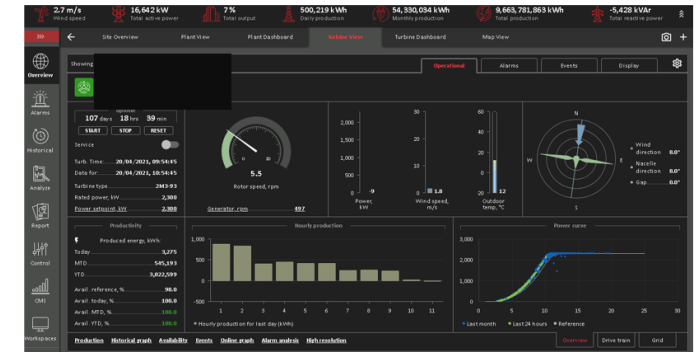 2.7 m/s
Wind speed
16,642 kW
Total active power
7 %
Total output
500,219 kWh
Daily production
54,330,034 kWh
Monthly production
9,663,781,863 kWh
Total production
-5,428 kVAr
Total reactive power
Site Overview
Plant View
Plant Dashboard
Turbine View
Turbine Dashboard
Map View
Overview
Alarms
Historical
Analyze
Report
Control
CMS
Workspaces
Showing
Operational
Alarms
Events
Display
Uptime
107 days 18 hrs 39 min
START
STOP
RESET
Service
Turb. Time: 20/04/2021, 09:54:45
Data for: 20/04/2021, 10:54:45
Turbine type 2M3-93
Rated power, kW 2,300
Power setpoint, kW 2,300
0
10
5.5
Rotor speed, rpm
Generator, rpm 497
2,000
1,500
1,000
500
0
-9
Power, kW
30
20
10
0
1.8
Wind speed, m/s
60
40
20
0
20
12
Outdoor temp, °C
N
W
E
S
Wind direction 0.0°
Nacelle direction 0.0°
Gap 0.0°
Productivity
Produced energy, kWh:
Today 3,275
MTD 545,193
YTD 3,022,599
Avail. reference, % 98.0
Avail. today, % 100.0
Avail. MTD, % 100.0
Avail. YTD, % 100.0
Hourly production
1,000
500
0
-500
1 2 3 4 5 6 7 8 9 10 11
Hourly production for last day (kWh)
Power curve
3,000
2,000
1,000
0
0 5 10 15 20 25 30
Last month
Last 24 hours
Reference
Production
Historical graph
Availability
Events
Online graph
Alarm analysis
High resolution
Overview
Drive train
Grid